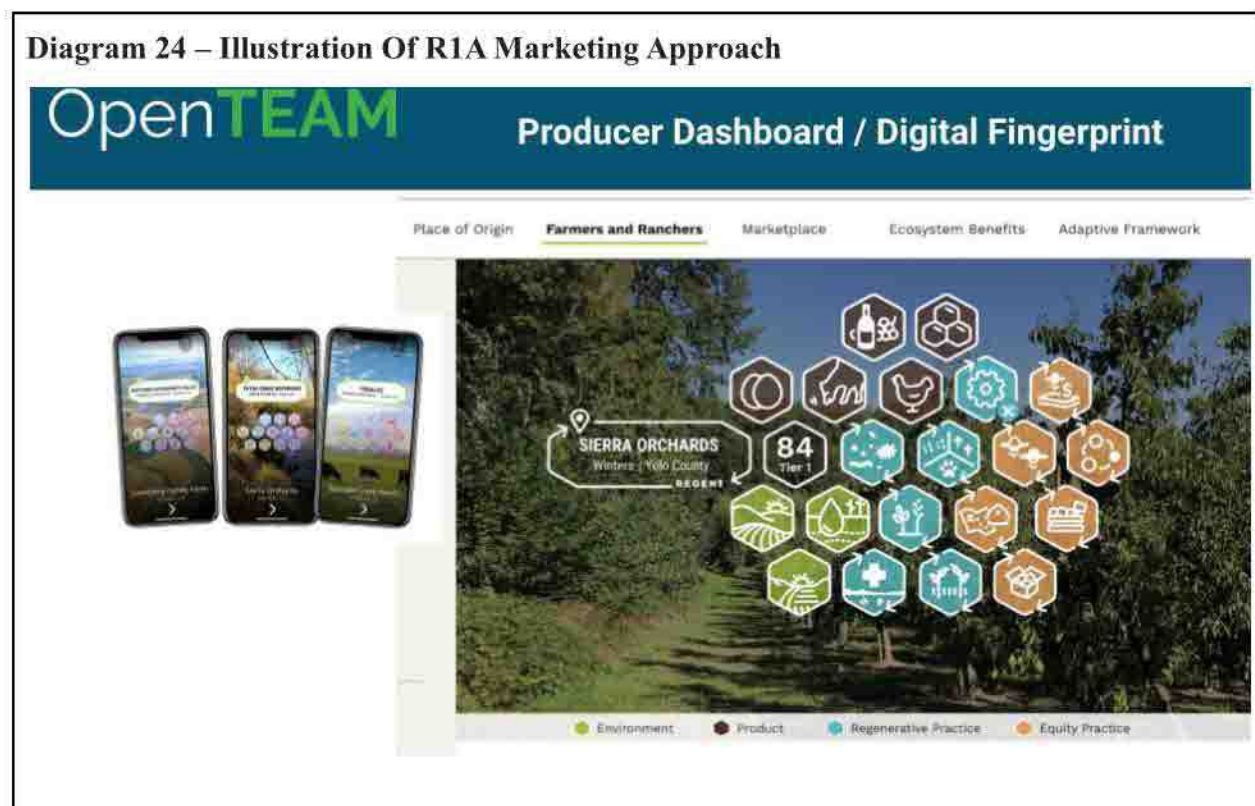 Diagram 24 – Illustration Of R1A Marketing Approach
OpenTEAM
Producer Dashboard / Digital Fingerprint
Place of Origin Farmers and Ranchers Marketplace Ecosystem Benefits Adaptive Framework
SIERRA ORCHARDS
Winters | Yolo County
REGENT
84
Tier 1
Environment Product Regenerative Practice Equity Practice